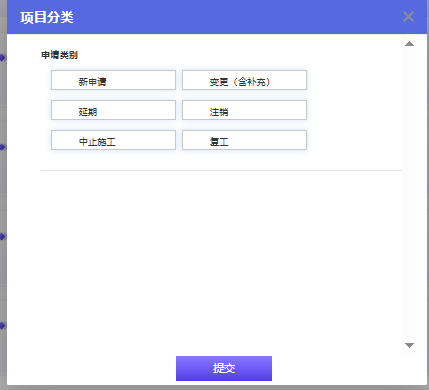 项目分类
申请类别
新申请 变更（含补充）
延期 注销
中止施工 复工
提交